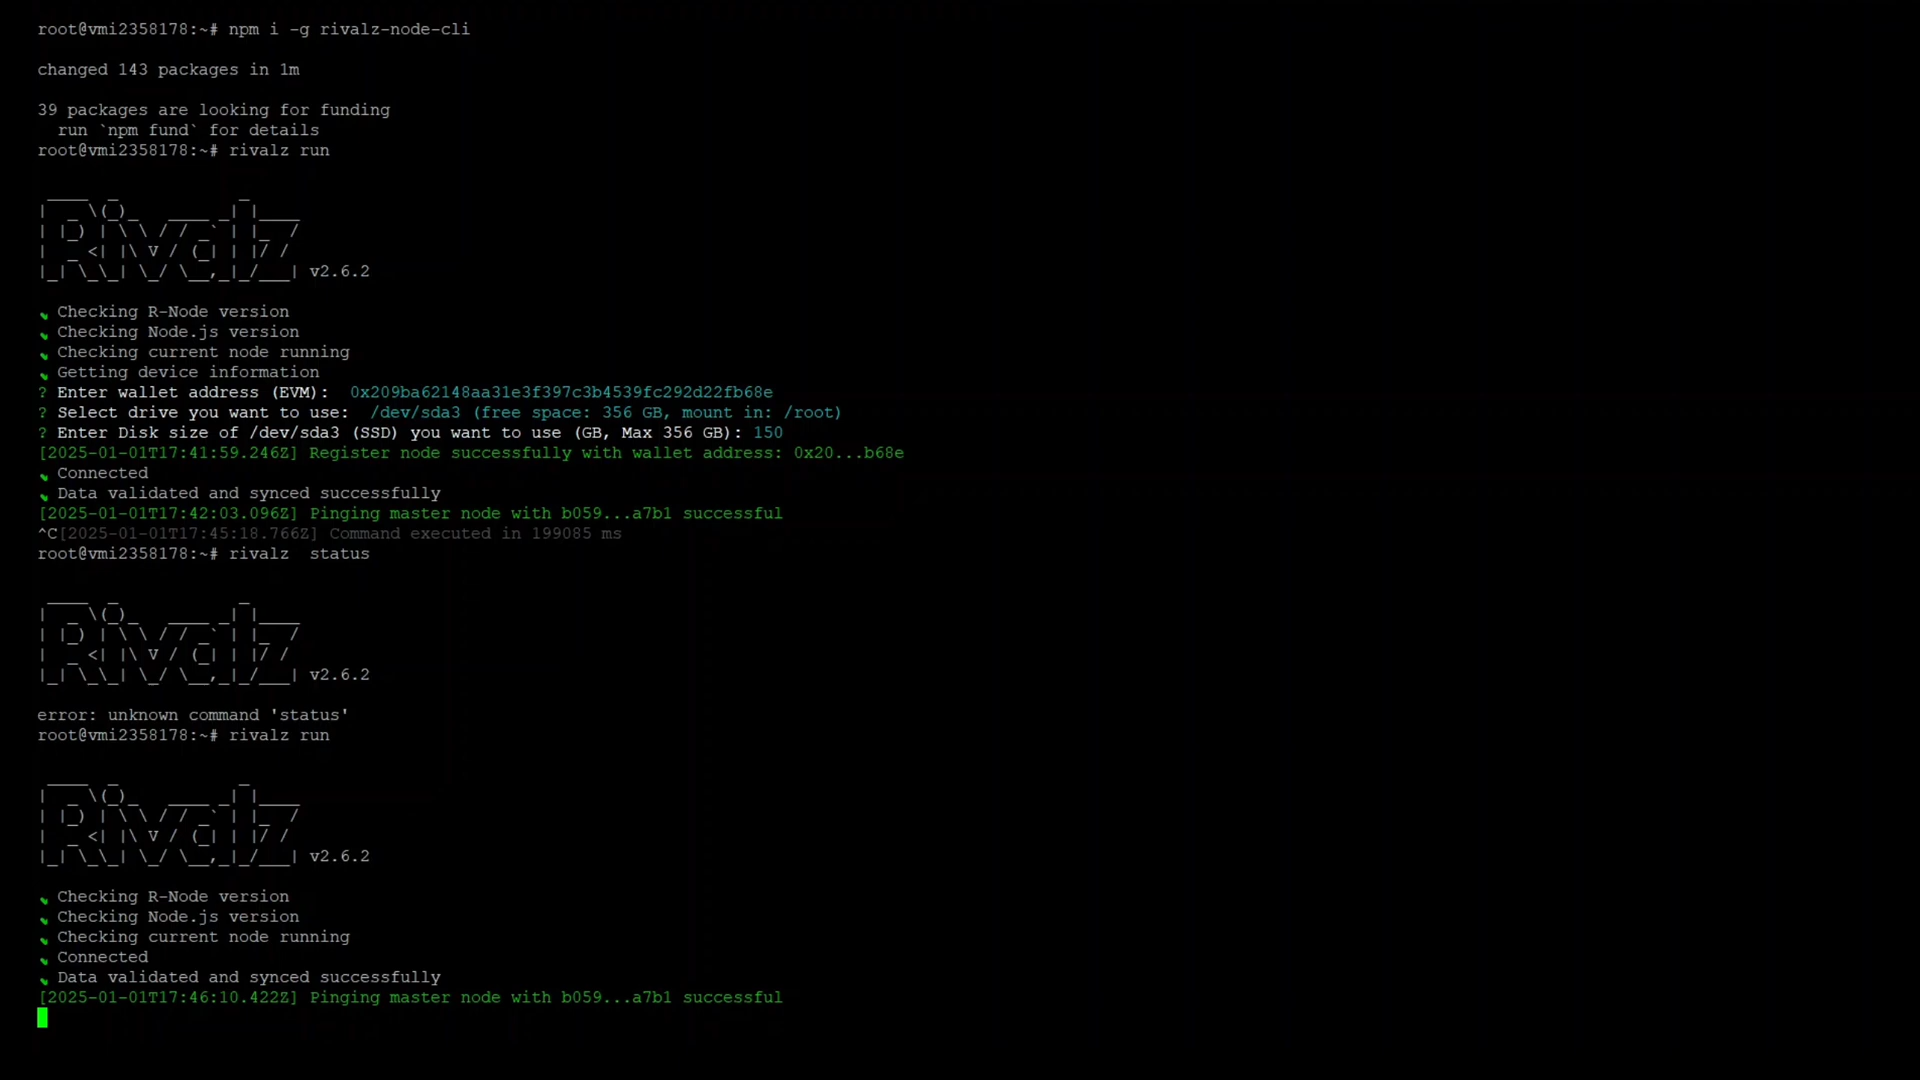 root@vmi2358178:~# npm i -g rivalz-node-cli
changed 143 packages in 1m
39 packages are looking for funding
  run `npm fund` for details
root@vmi2358178:~# rivalz run
Rivalz v2.6.2
Checking R-Node version
Checking Node.js version
Checking current node running
Getting device information
? Enter wallet address (EVM):  0x209ba62148aa31e3f397c3b4539fc292d22fb68e
? Select drive you want to use:  /dev/sda3 (free space: 356 GB, mount in: /root)
? Enter Disk size of /dev/sda3 (SSD) you want to use (GB, Max 356 GB): 150
[2025-01-01T17:41:59.246Z] Register node successfully with wallet address: 0x20...b68e
Connected
Data validated and synced successfully
[2025-01-01T17:42:03.096Z] Pinging master node with b059...a7b1 successful
^C[2025-01-01T17:45:18.766Z] Command executed in 199085 ms
root@vmi2358178:~# rivalz  status
Rivalz v2.6.2
error: unknown command 'status'
root@vmi2358178:~# rivalz run
Rivalz v2.6.2
Checking R-Node version
Checking Node.js version
Checking current node running
Connected
Data validated and synced successfully
[2025-01-01T17:46:10.422Z] Pinging master node with b059...a7b1 successful